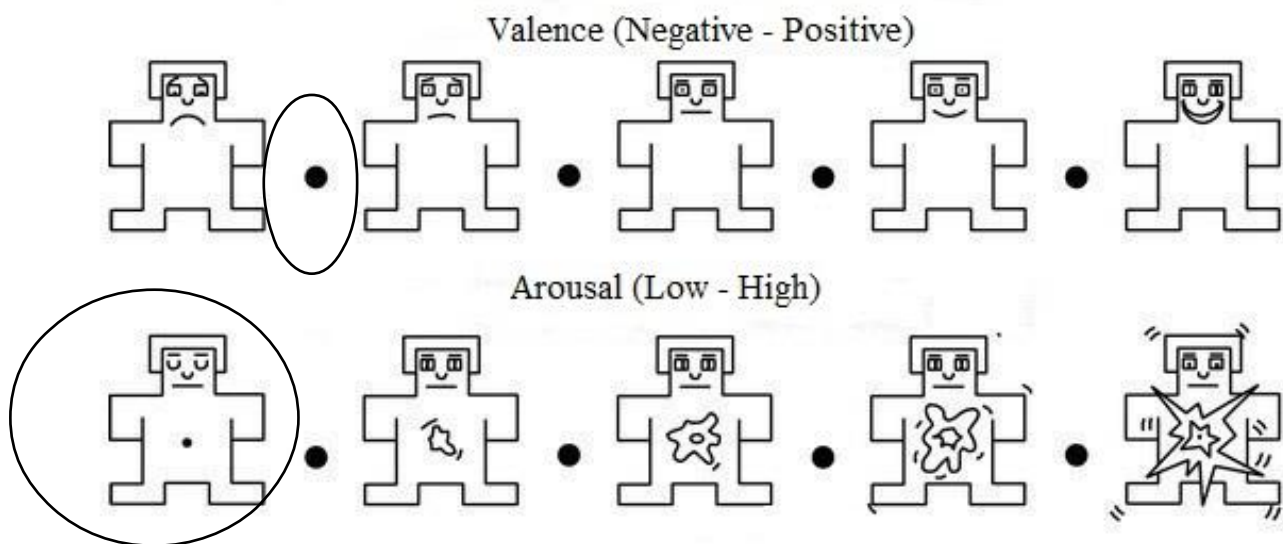 Valence (Negative - Positive)
Arousal (Low - High)